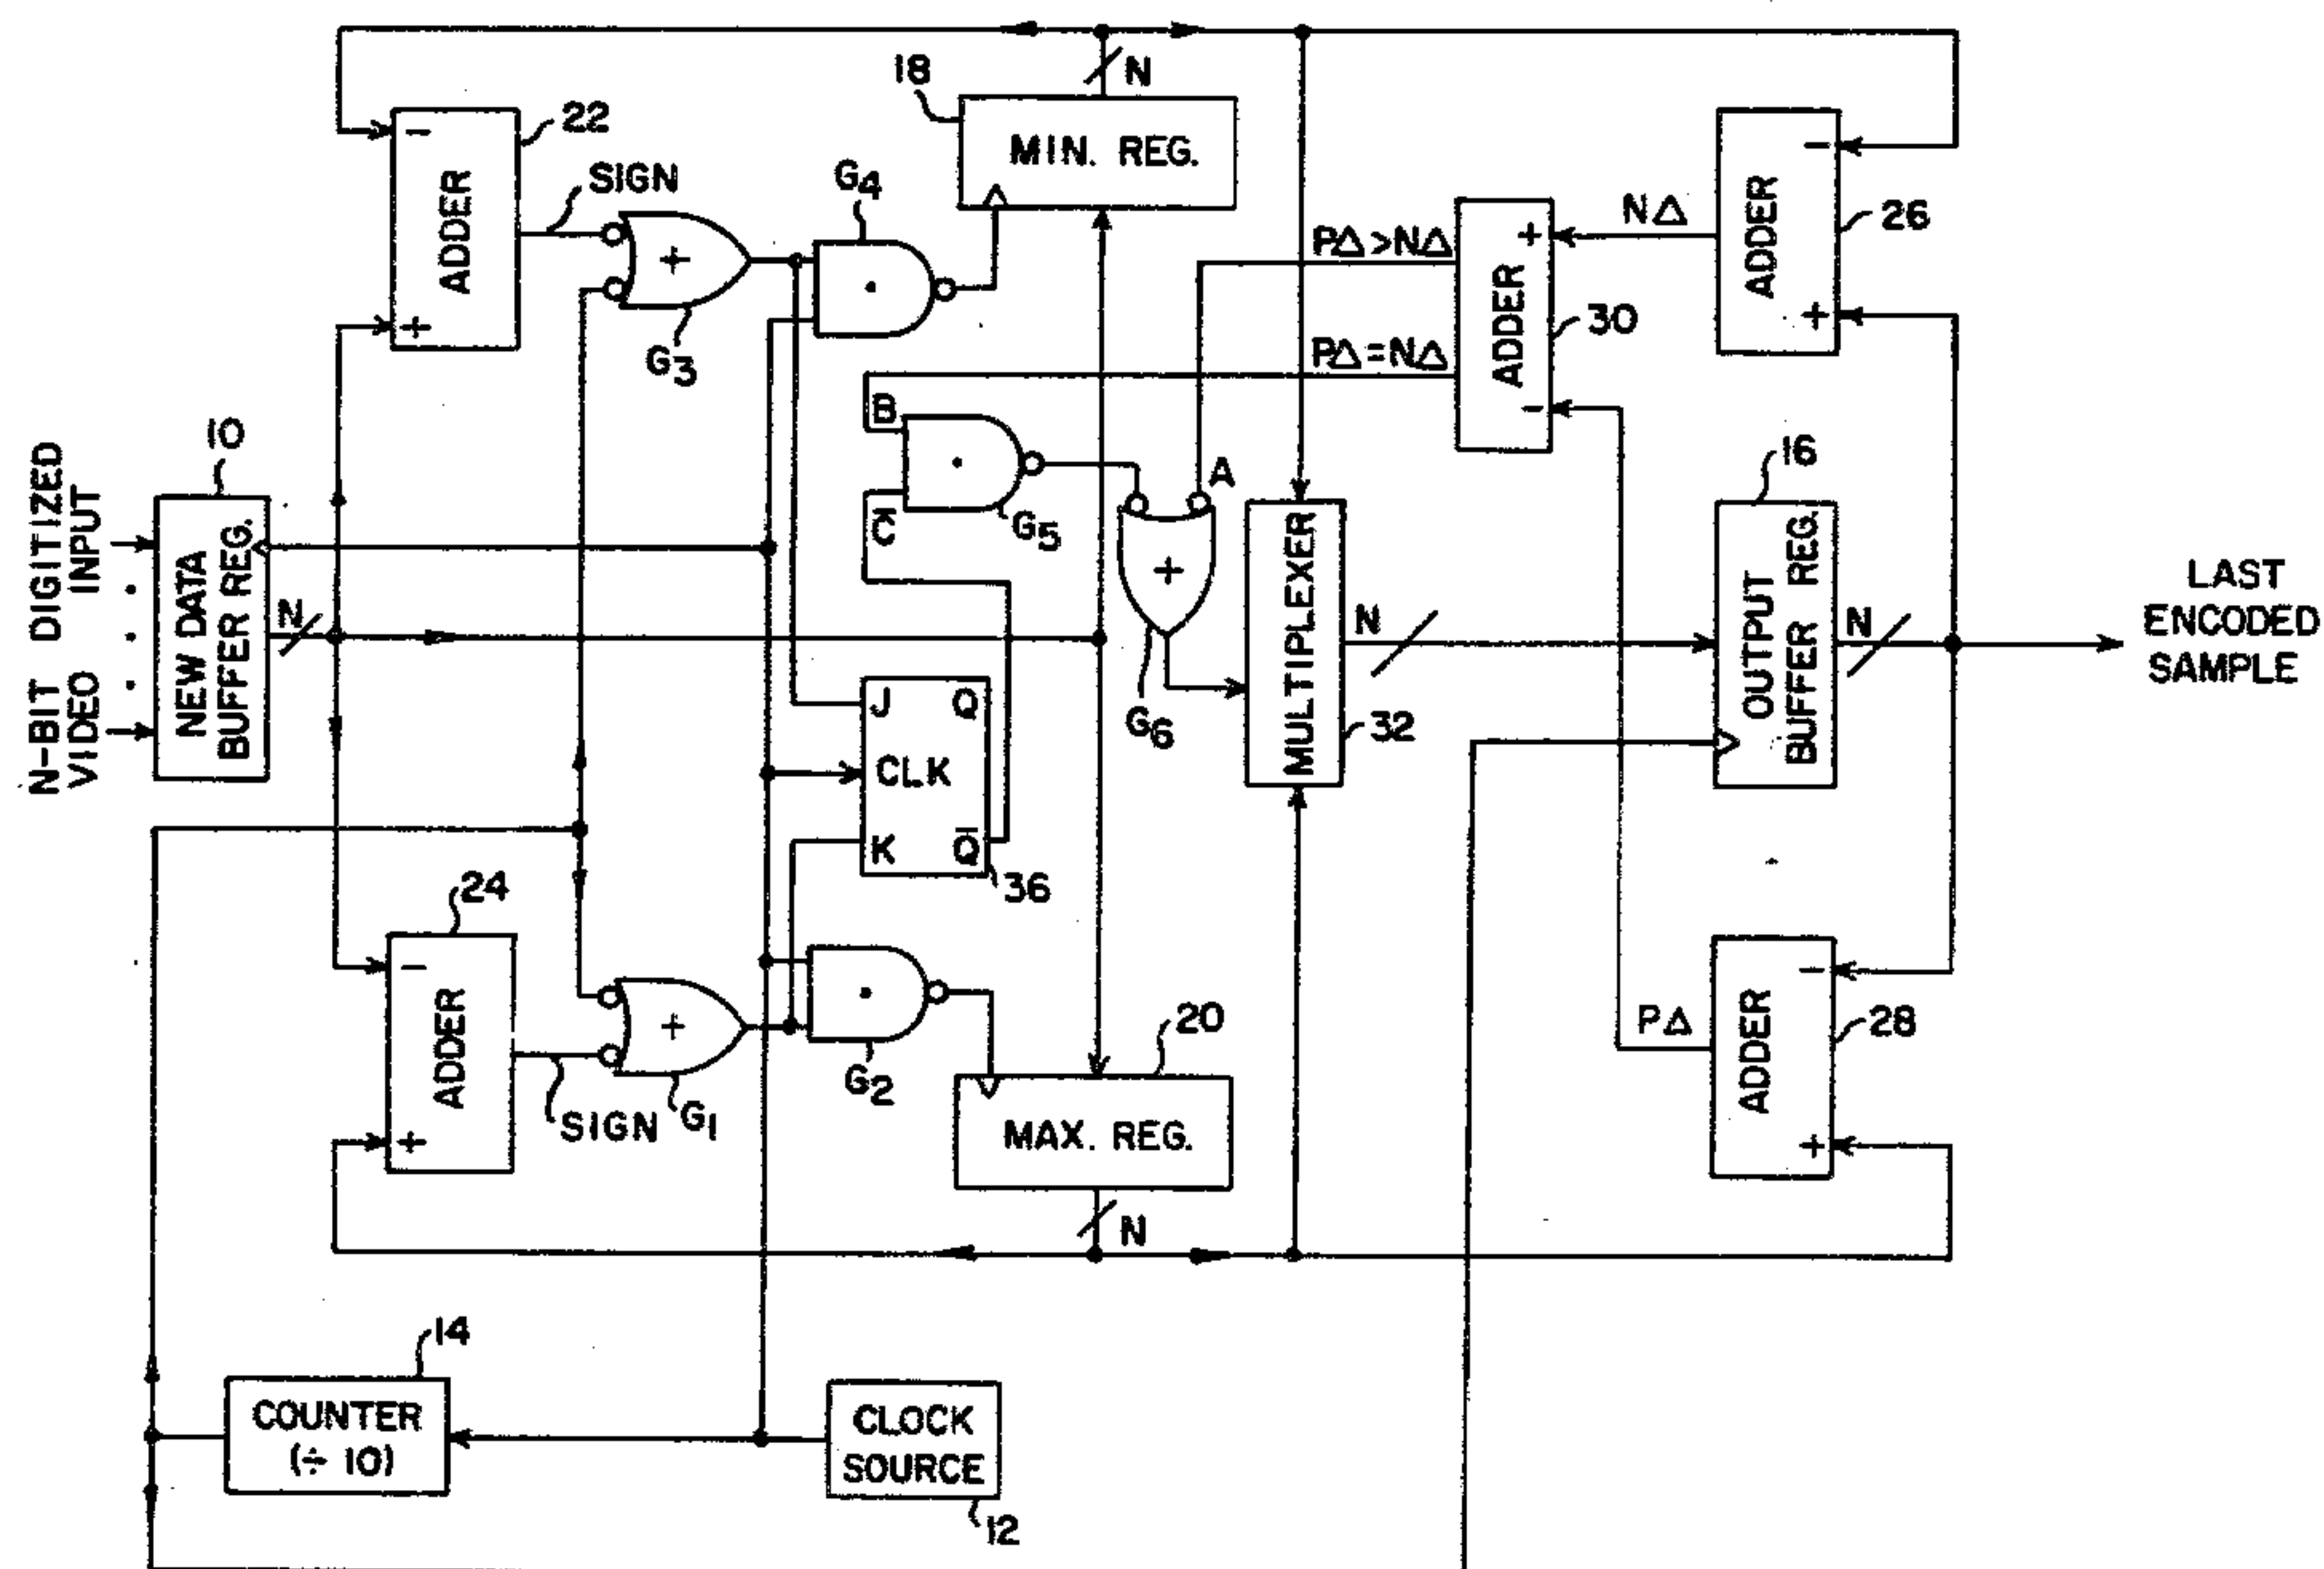 18
N
22
MIN. REG.
G4
SIGN
ADDER
-
+
+
G3
26
NΔ
ADDER
-
+
PΔ>NΔ
PΔ=NΔ
30
ADDER
+
-
10
B
C̅
G5
A
16
N-BIT DIGITIZED
VIDEO INPUT
NEW DATA
BUFFER REG.
N
+
G6
MULTIPLEXER
32
N
OUTPUT
BUFFER REG.
N
LAST
ENCODED
SAMPLE
J
Q
CLK
K
Q̅
36
24
ADDER
-
+
SIGN
+
G1
G2
20
MAX. REG.
N
PΔ
28
ADDER
-
+
14
COUNTER
(÷ 10)
CLOCK
SOURCE
12